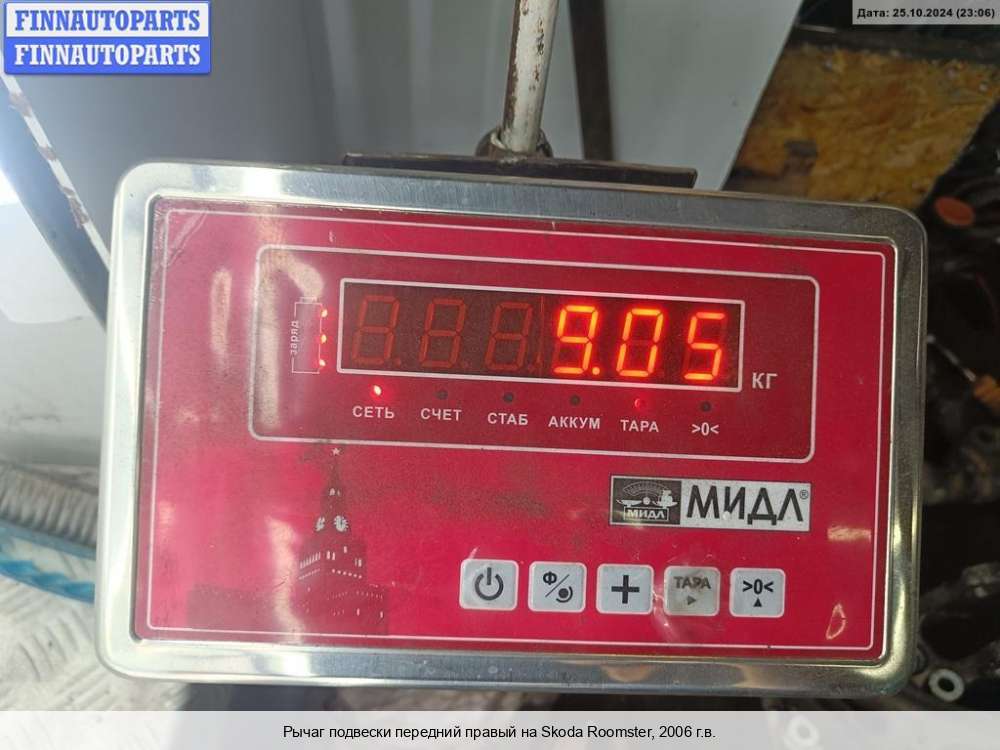 FINNAUTOPARTS
FINNAUTOPARTS
Дата: 25.10.2024 (23:06)
заряд
9.05
КГ
СЕТЬ СЧЕТ СТАБ АККУМ ТАРА >0<
МИДЛ МИДЛ®
Ф/ + ТАРА >0<
Рычаг подвески передний правый на Skoda Roomster, 2006 г.в.